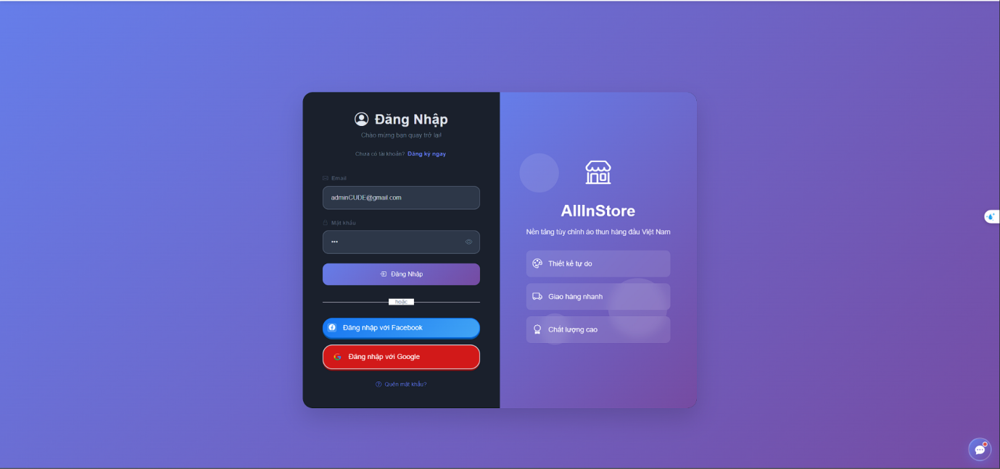 Đăng Nhập
Chào mừng bạn quay trở lại!
Chưa có tài khoản? Đăng ký ngay
Email
adminCUDE@gmail.com
Mật khẩu
•••
Đăng Nhập
hoặc
Đăng nhập với Facebook
Đăng nhập với Google
Quên mật khẩu?
AllInStore
Nền tảng tùy chỉnh áo thun hàng đầu Việt Nam
Thiết kế tự do
Giao hàng nhanh
Chất lượng cao